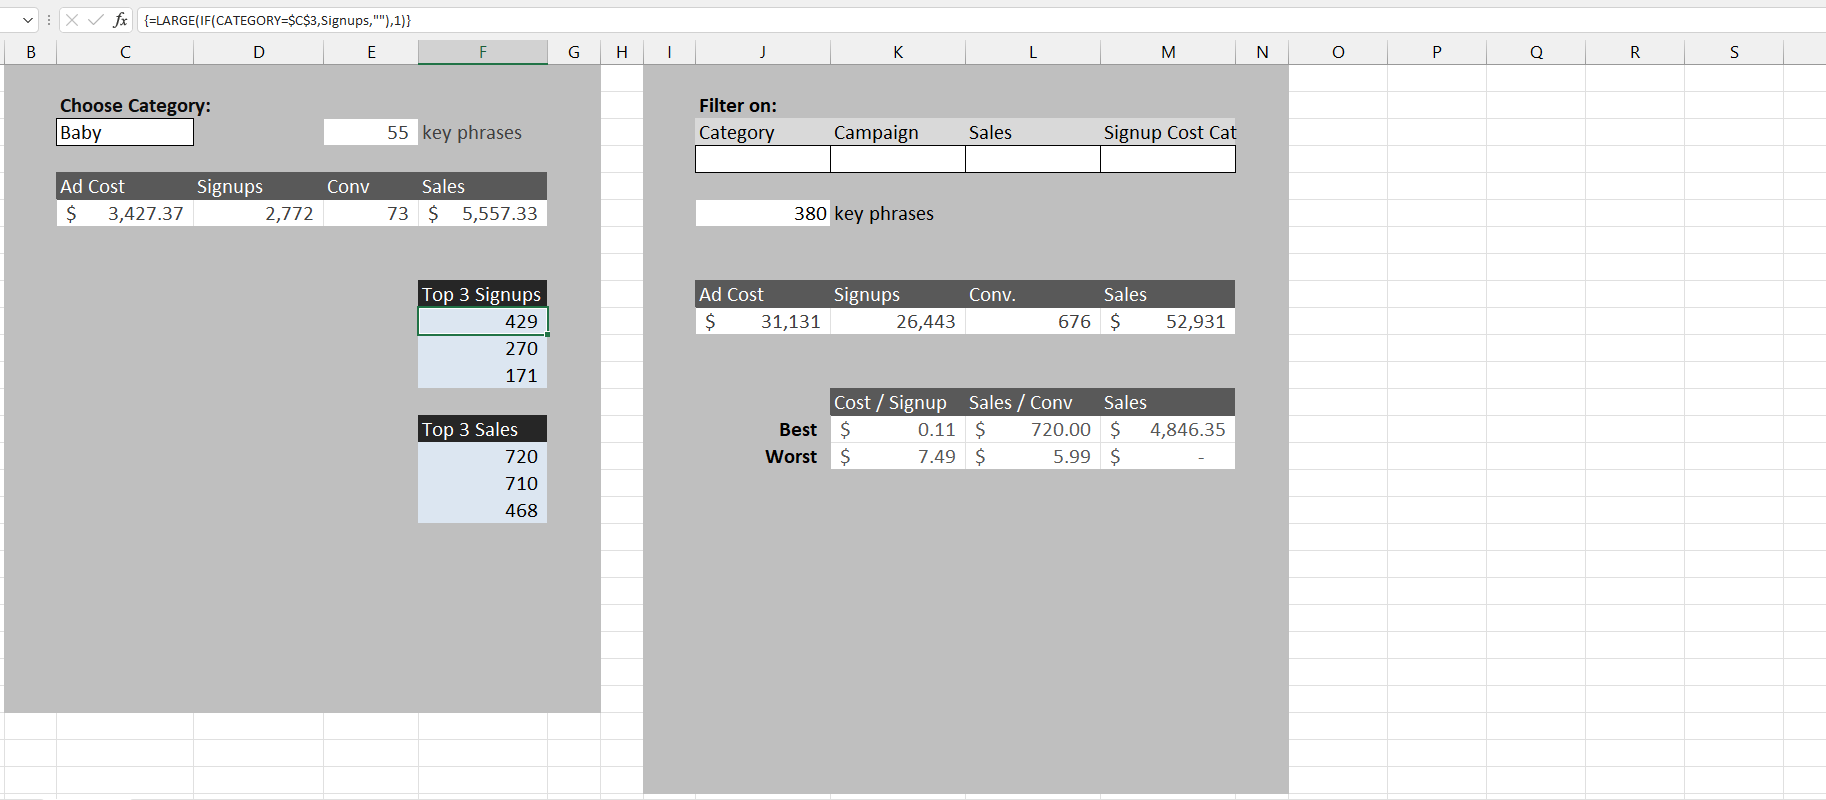 fx {=LARGE(IF(CATEGORY=$C$3,Signups,""),1)}
B C D E F G H I J K L M N O P Q R S
Choose Category:
Baby 55 key phrases
Ad Cost Signups Conv Sales
$ 3,427.37 2,772 73 $ 5,557.33
Top 3 Signups
429
270
171
Top 3 Sales
720
710
468
Filter on:
Category Campaign Sales Signup Cost Cat
380 key phrases
Ad Cost Signups Conv. Sales
$ 31,131 26,443 676 $ 52,931
Cost / Signup Sales / Conv Sales
Best $ 0.11 $ 720.00 $ 4,846.35
Worst $ 7.49 $ 5.99 $ -